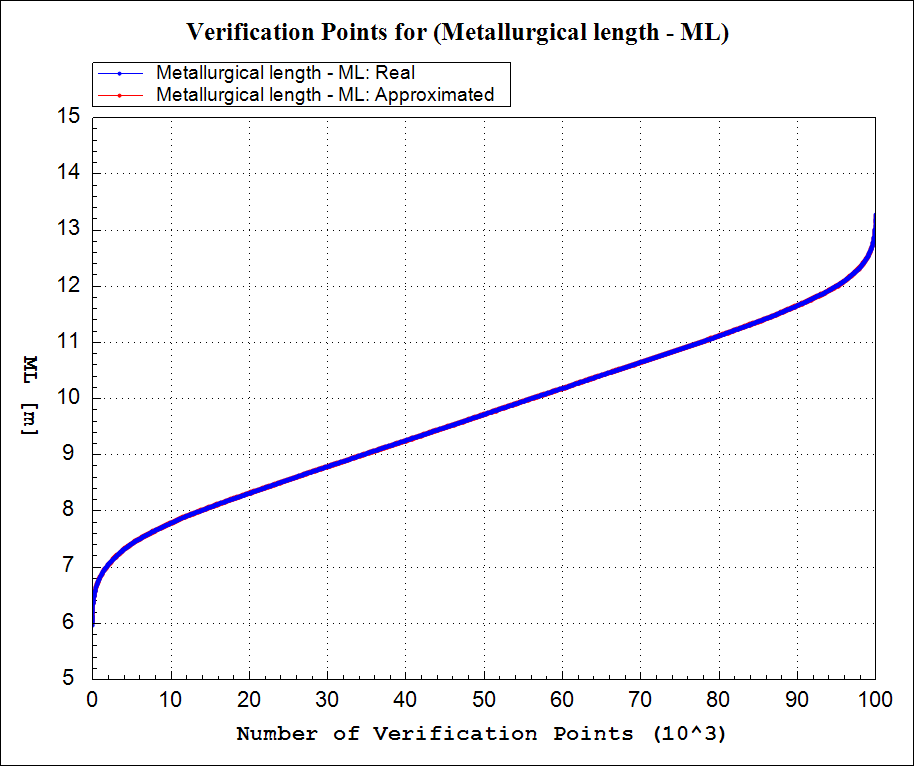 Verification Points for (Metallurgical length - ML)
Metallurgical length - ML: Real
Metallurgical length - ML: Approximated
15
14
13
12
11
10
9
8
7
6
5
ML [m]
0 10 20 30 40 50 60 70 80 90 100
Number of Verification Points (10^3)